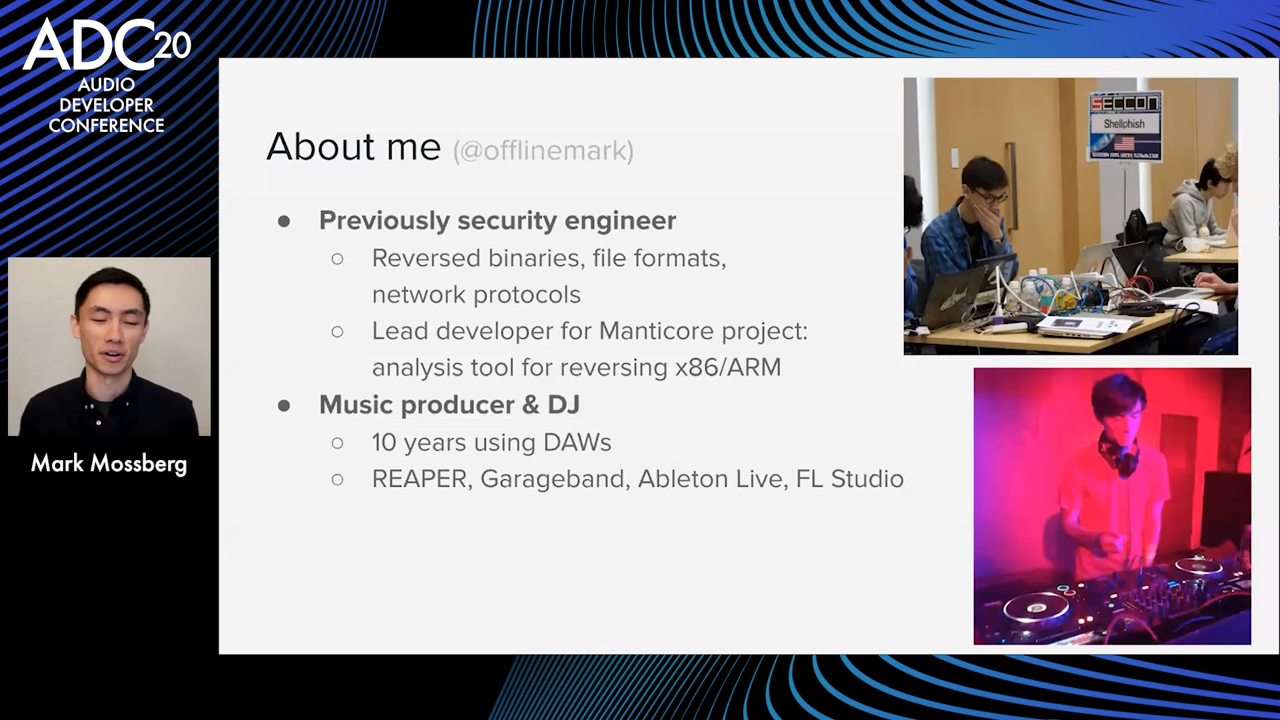 ADC20
AUDIO
DEVELOPER
CONFERENCE
About me (@offlinemark)
● Previously security engineer
○ Reversed binaries, file formats,
network protocols
○ Lead developer for Manticore project:
analysis tool for reversing x86/ARM
● Music producer & DJ
○ 10 years using DAWs
○ REAPER, Garageband, Ableton Live, FL Studio
SECCON
Shellphish
Mark Mossberg